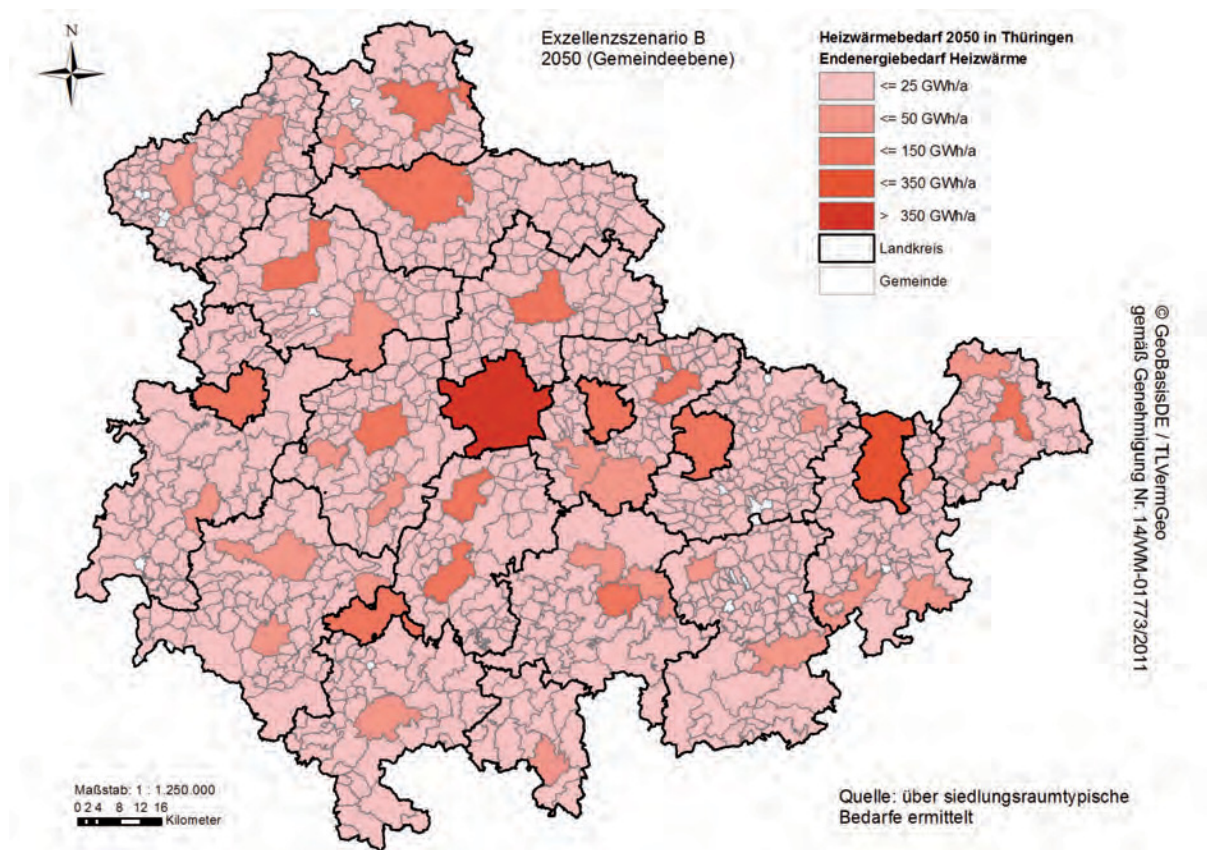 N
Exzellenzszenario B
2050 (Gemeindeebene)
Heizwärmebedarf 2050 in Thüringen
Endenergiebedarf Heizwärme
<= 25 GWh/a
<= 50 GWh/a
<= 150 GWh/a
<= 350 GWh/a
> 350 GWh/a
Landkreis
Gemeinde
© GeoBasisDE / TLVermGeo
gemäß Genehmigung Nr. 14/MM-01773/2011
Maßstab: 1 : 1.250.000
0 2 4 8 12 16
Kilometer
Quelle: über siedlungsraumtypische
Bedarfe ermittelt